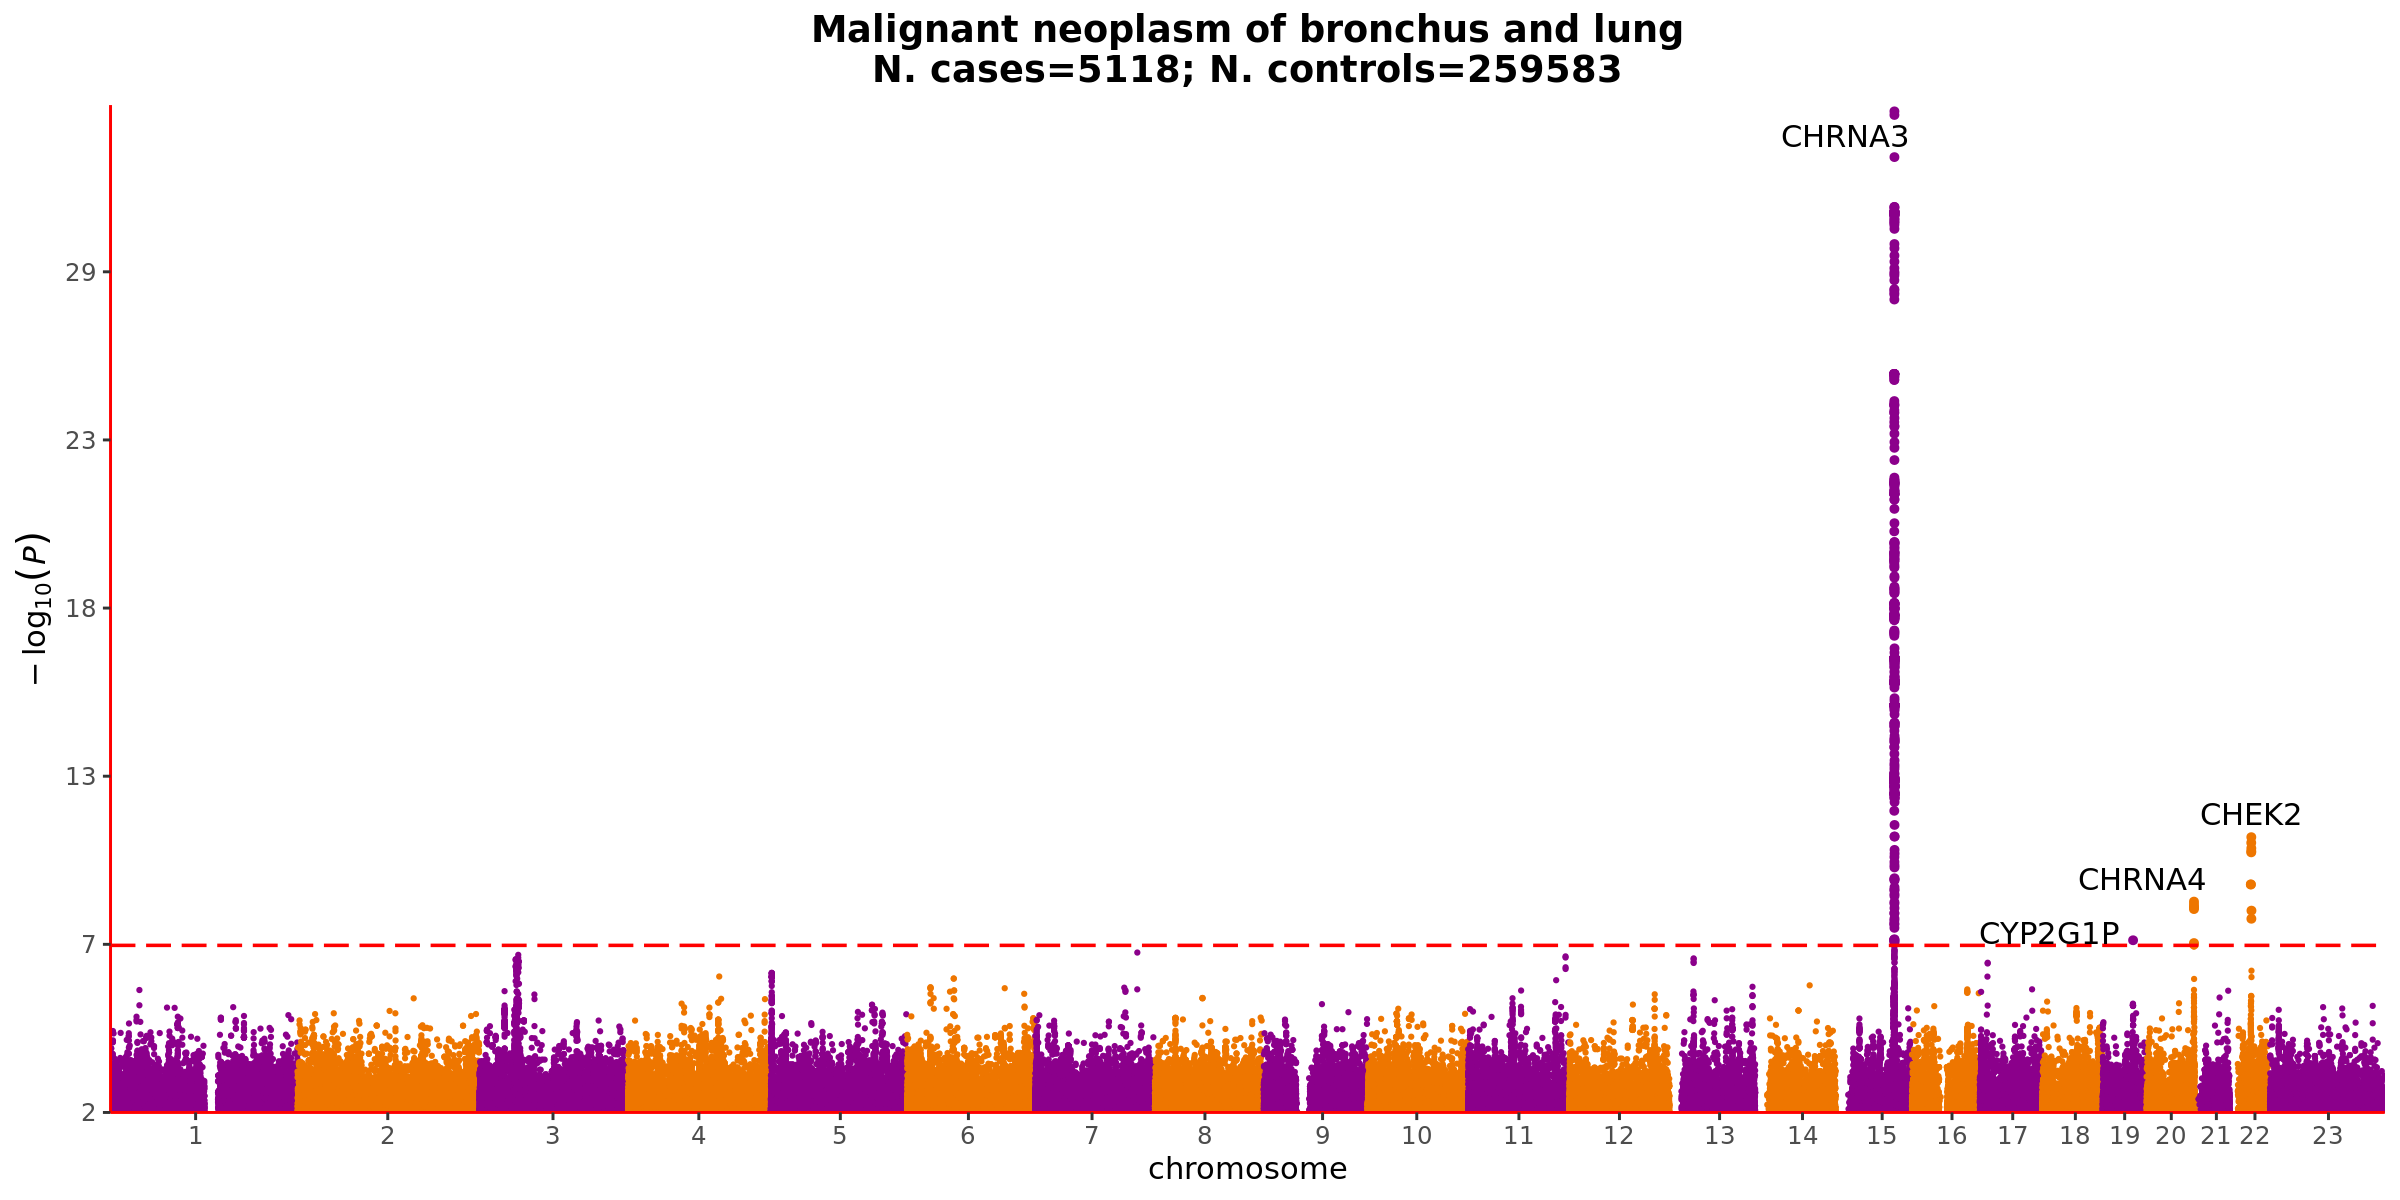 Malignant neoplasm of bronchus and lung
N. cases=5118; N. controls=259583
CHRNA3
29
23
18
13
7
2
−log10(P)
CHEK2
CHRNA4
CYP2G1P
1 2 3 4 5 6 7 8 9 10 11 12 13 14 15 16 17 18 19 20 21 22 23
chromosome